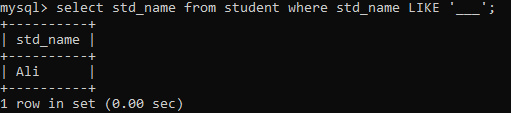 mysql> select std_name from student where std_name LIKE '___';
+----------+
| std_name |
+----------+
| Ali      |
+----------+
1 row in set (0.00 sec)